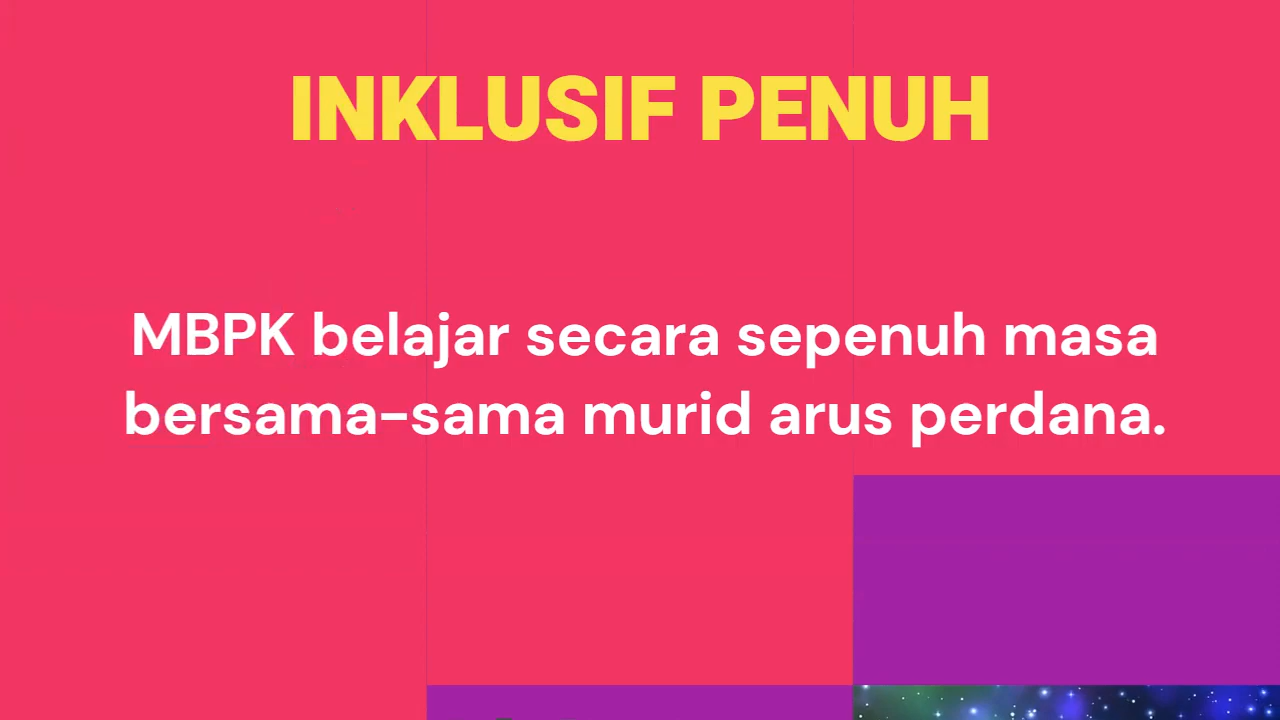 INKLUSIF PENUH
MBPK belajar secara sepenuh masa
bersama-sama murid arus perdana.